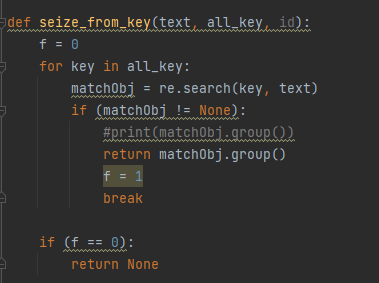 def seize_from_key(text, all_key, id):
    f = 0
    for key in all_key:
        matchObj = re.search(key, text)
        if (matchObj != None):
            #print(matchObj.group())
            return matchObj.group()
            f = 1
            break

    if (f == 0):
        return None